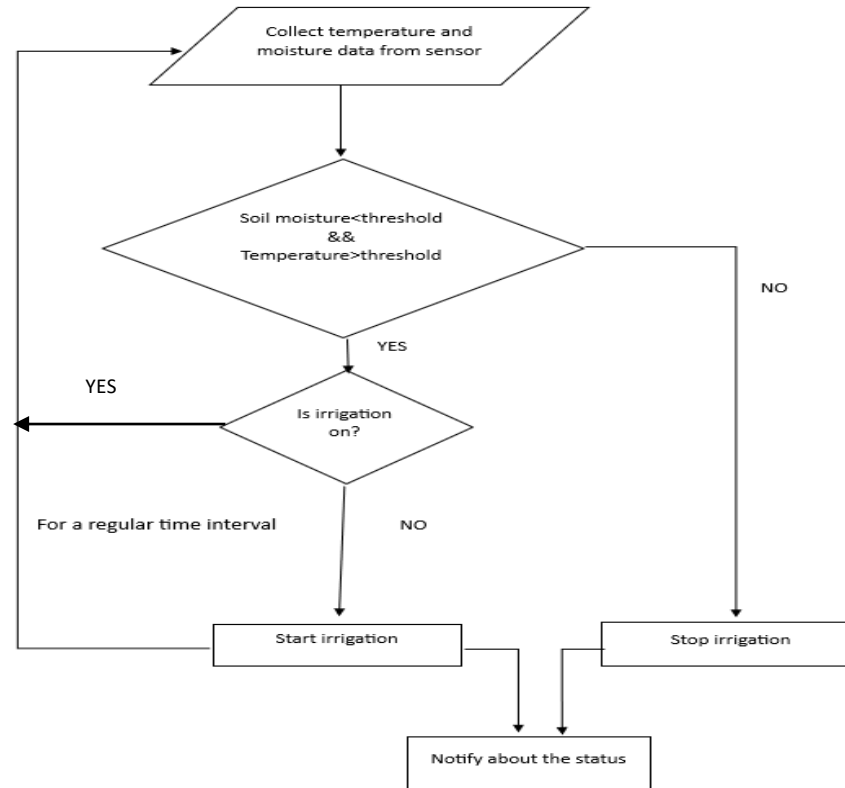 Collect temperature and
moisture data from sensor
Soil moisture<threshold
&&
Temperature>threshold
NO
YES
YES
Is irrigation
on?
For a regular time interval
NO
Start irrigation
Stop irrigation
Notify about the status